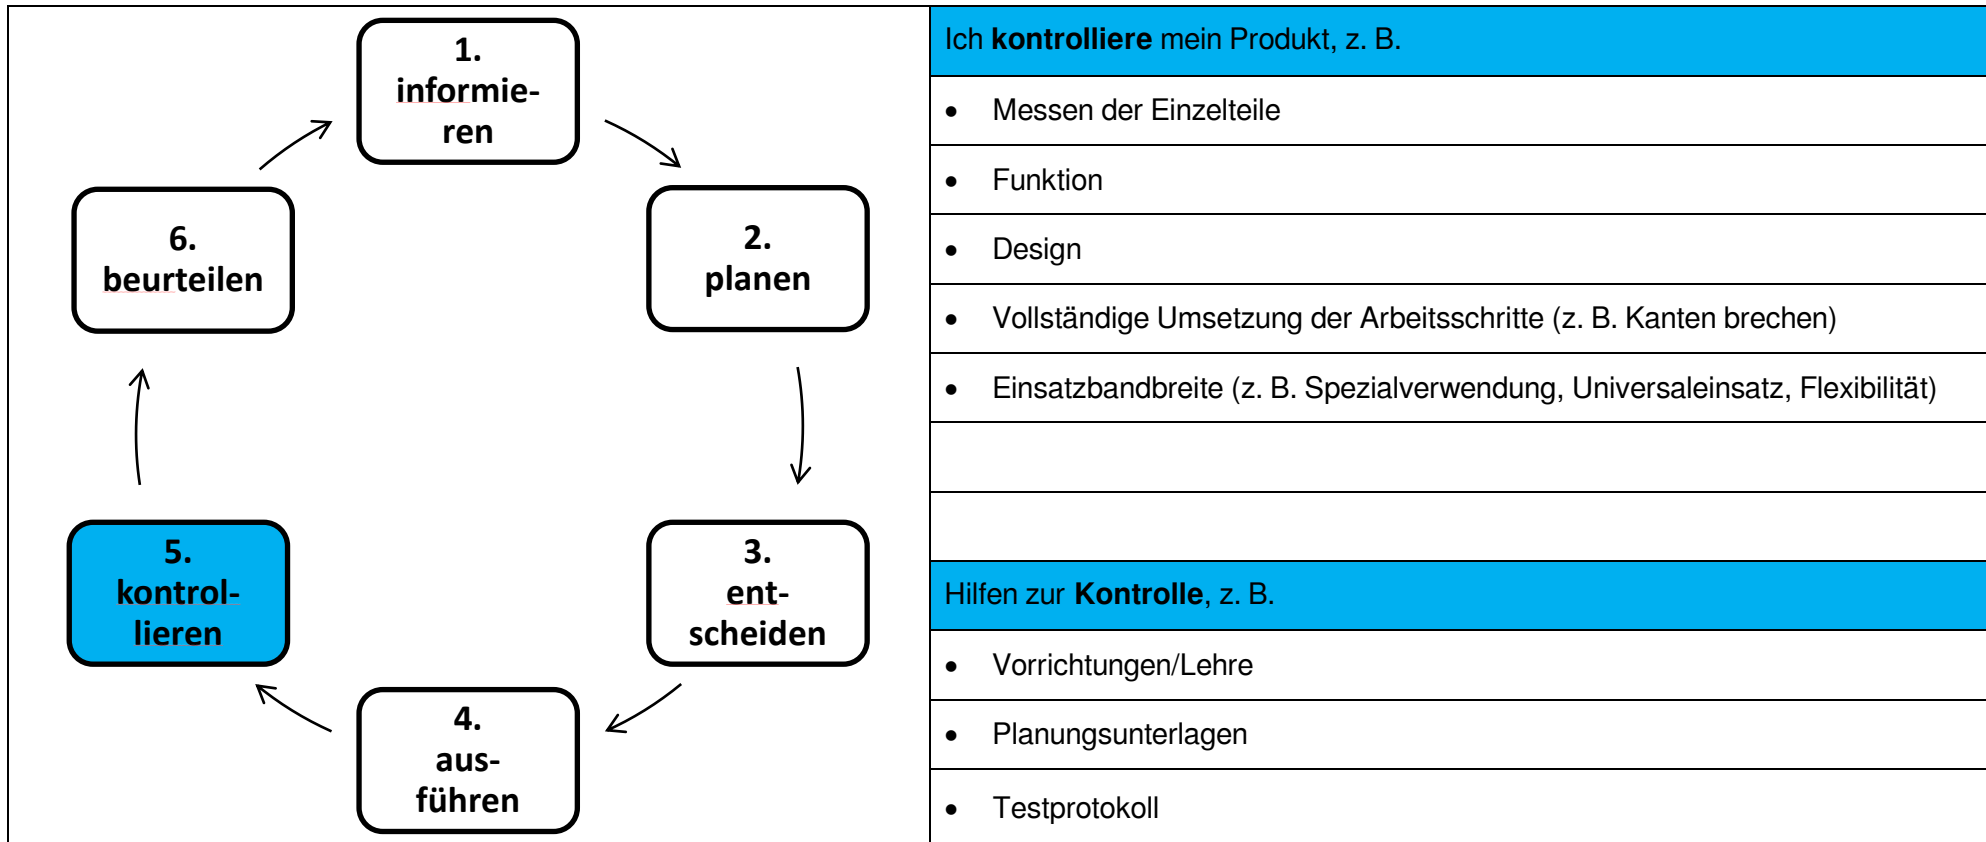 1.
informie-
ren
2.
planen
3.
ent-
scheiden
4.
aus-
führen
5.
kontrol-
lieren
6.
beurteilen
Ich kontrolliere mein Produkt, z. B.
• Messen der Einzelteile
• Funktion
• Design
• Vollständige Umsetzung der Arbeitsschritte (z. B. Kanten brechen)
• Einsatzbandbreite (z. B. Spezialverwendung, Universaleinsatz, Flexibilität)
Hilfen zur Kontrolle, z. B.
• Vorrichtungen/Lehre
• Planungsunterlagen
• Testprotokoll